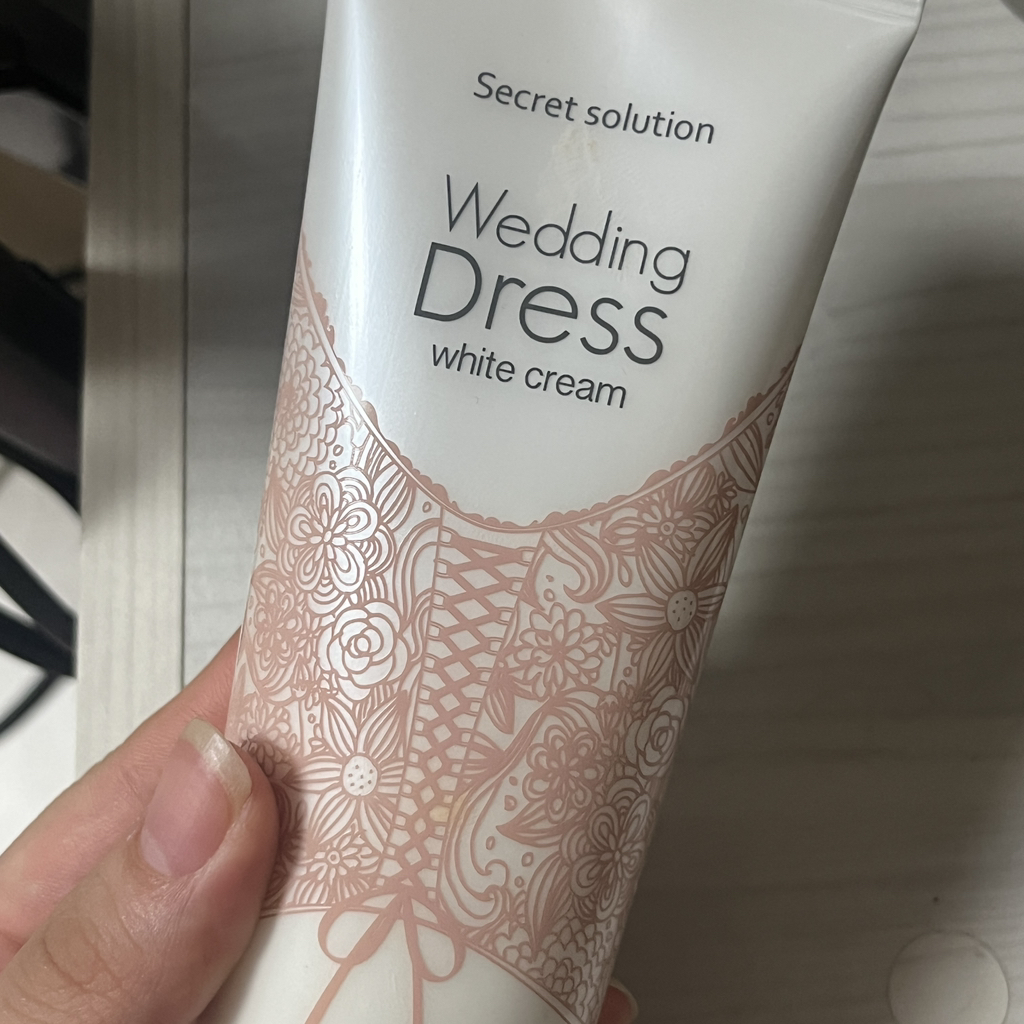 Secret solution
Wedding
Dress
white cream